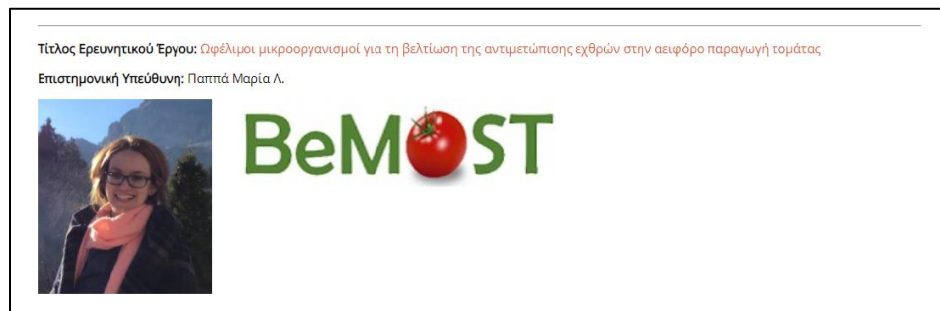 Τίτλος Ερευνητικού Έργου: Ωφέλιμοι μικροοργανισμοί για τη βελτίωση της αντιμετώπισης εχθρών στην αειφόρο παραγωγή τομάτας
Επιστημονική Υπεύθυνη: Παππά Μαρία Λ.
BeMOST